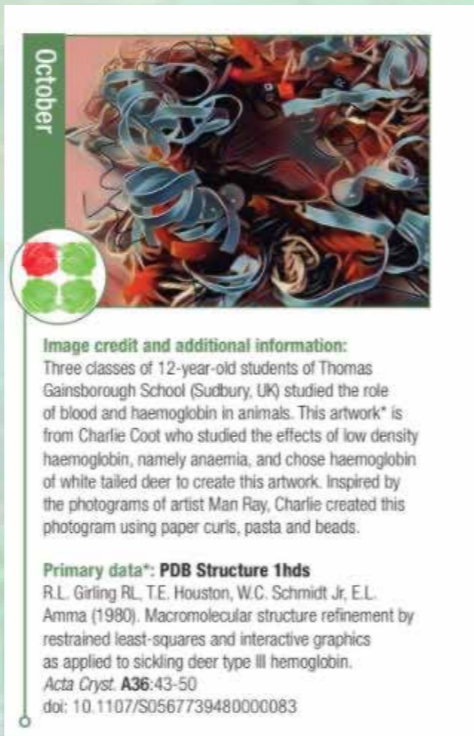 October
Image credit and additional information:
Three classes of 12-year-old students of Thomas
Gainsborough School (Sudbury, UK) studied the role
of blood and haemoglobin in animals. This artwork* is
from Charlie Coot who studied the effects of low density
haemoglobin, namely anaemia, and chose haemoglobin
of white tailed deer to create this artwork. Inspired by
the photograms of artist Man Ray, Charlie created this
photogram using paper curls, pasta and beads.
Primary data*: PDB Structure 1hds
R.L. Girling RL, T.E. Houston, W.C. Schmidt Jr, E.L.
Amma (1980). Macromolecular structure refinement by
restrained least-squares and interactive graphics
as applied to sickling deer type III hemoglobin.
Acta Cryst. A36:43-50
doi: 10.1107/S0567739480000083